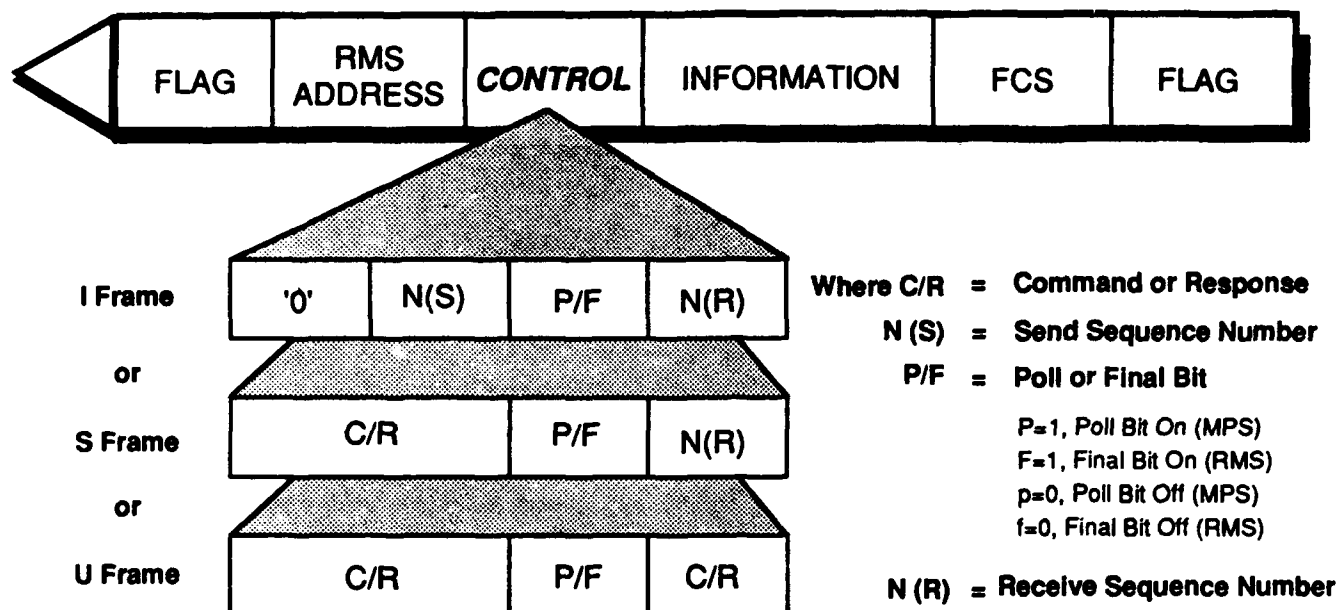 FLAG RMS ADDRESS CONTROL INFORMATION FCS FLAG
I Frame '0' N(S) P/F N(R)
or
S Frame C/R P/F N(R)
or
U Frame C/R P/F C/R
Where C/R = Command or Response
N (S) = Send Sequence Number
P/F = Poll or Final Bit
P=1, Poll Bit On (MPS)
F=1, Final Bit On (RMS)
p=0, Poll Bit Off (MPS)
f=0, Final Bit Off (RMS)
N (R) = Receive Sequence Number